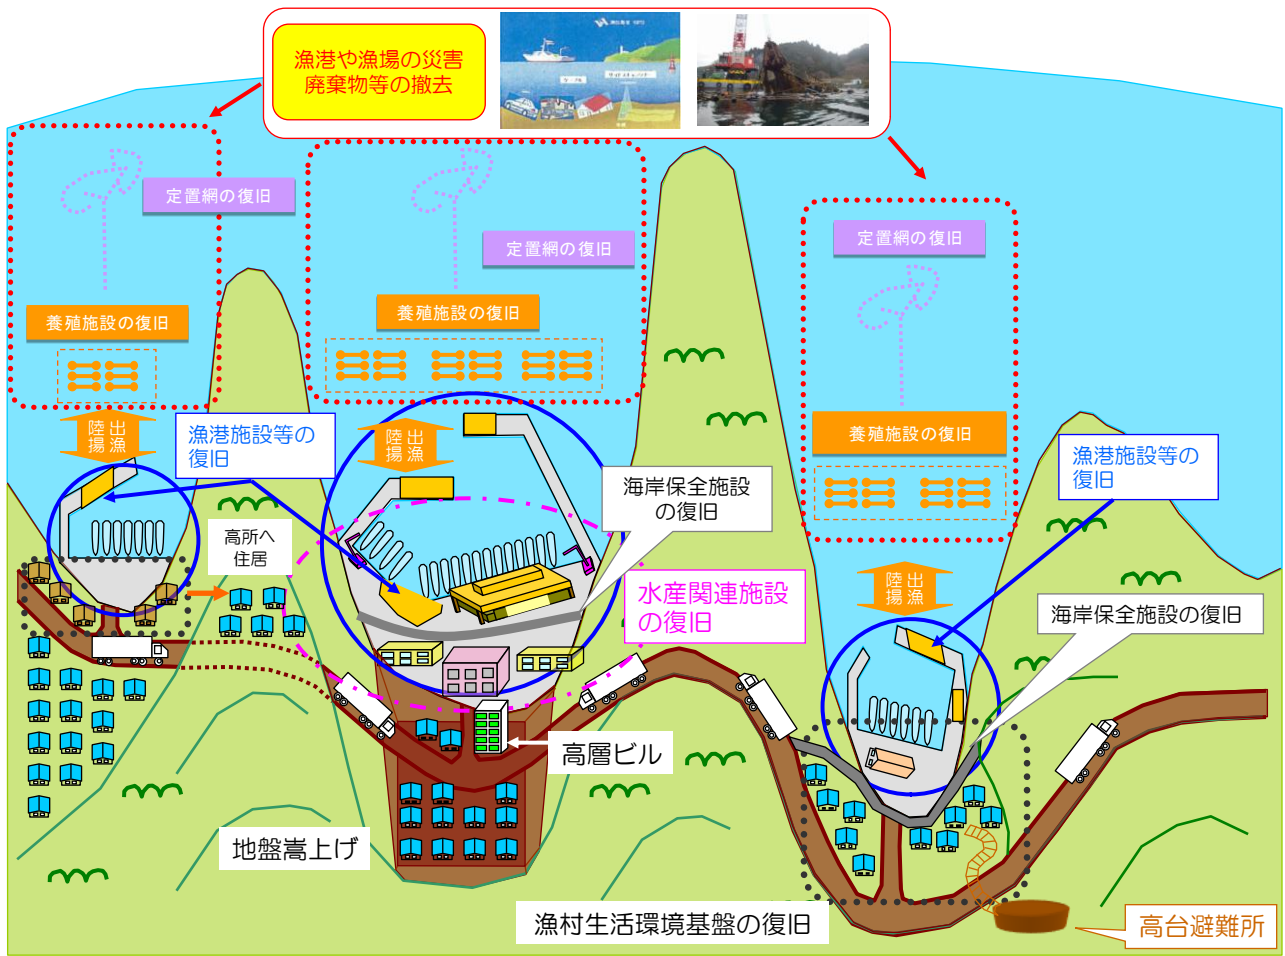 漁港や漁場の災害
廃棄物等の撤去
定置網の復旧
定置網の復旧
定置網の復旧
養殖施設の復旧
養殖施設の復旧
養殖施設の復旧
陸揚
出漁
漁港施設等の
復旧
陸揚
出漁
海岸保全施設
の復旧
漁港施設等の
復旧
高所へ
住居
陸揚
出漁
水産関連施設
の復旧
海岸保全施設の復旧
高層ビル
地盤嵩上げ
漁村生活環境基盤の復旧
高台避難所